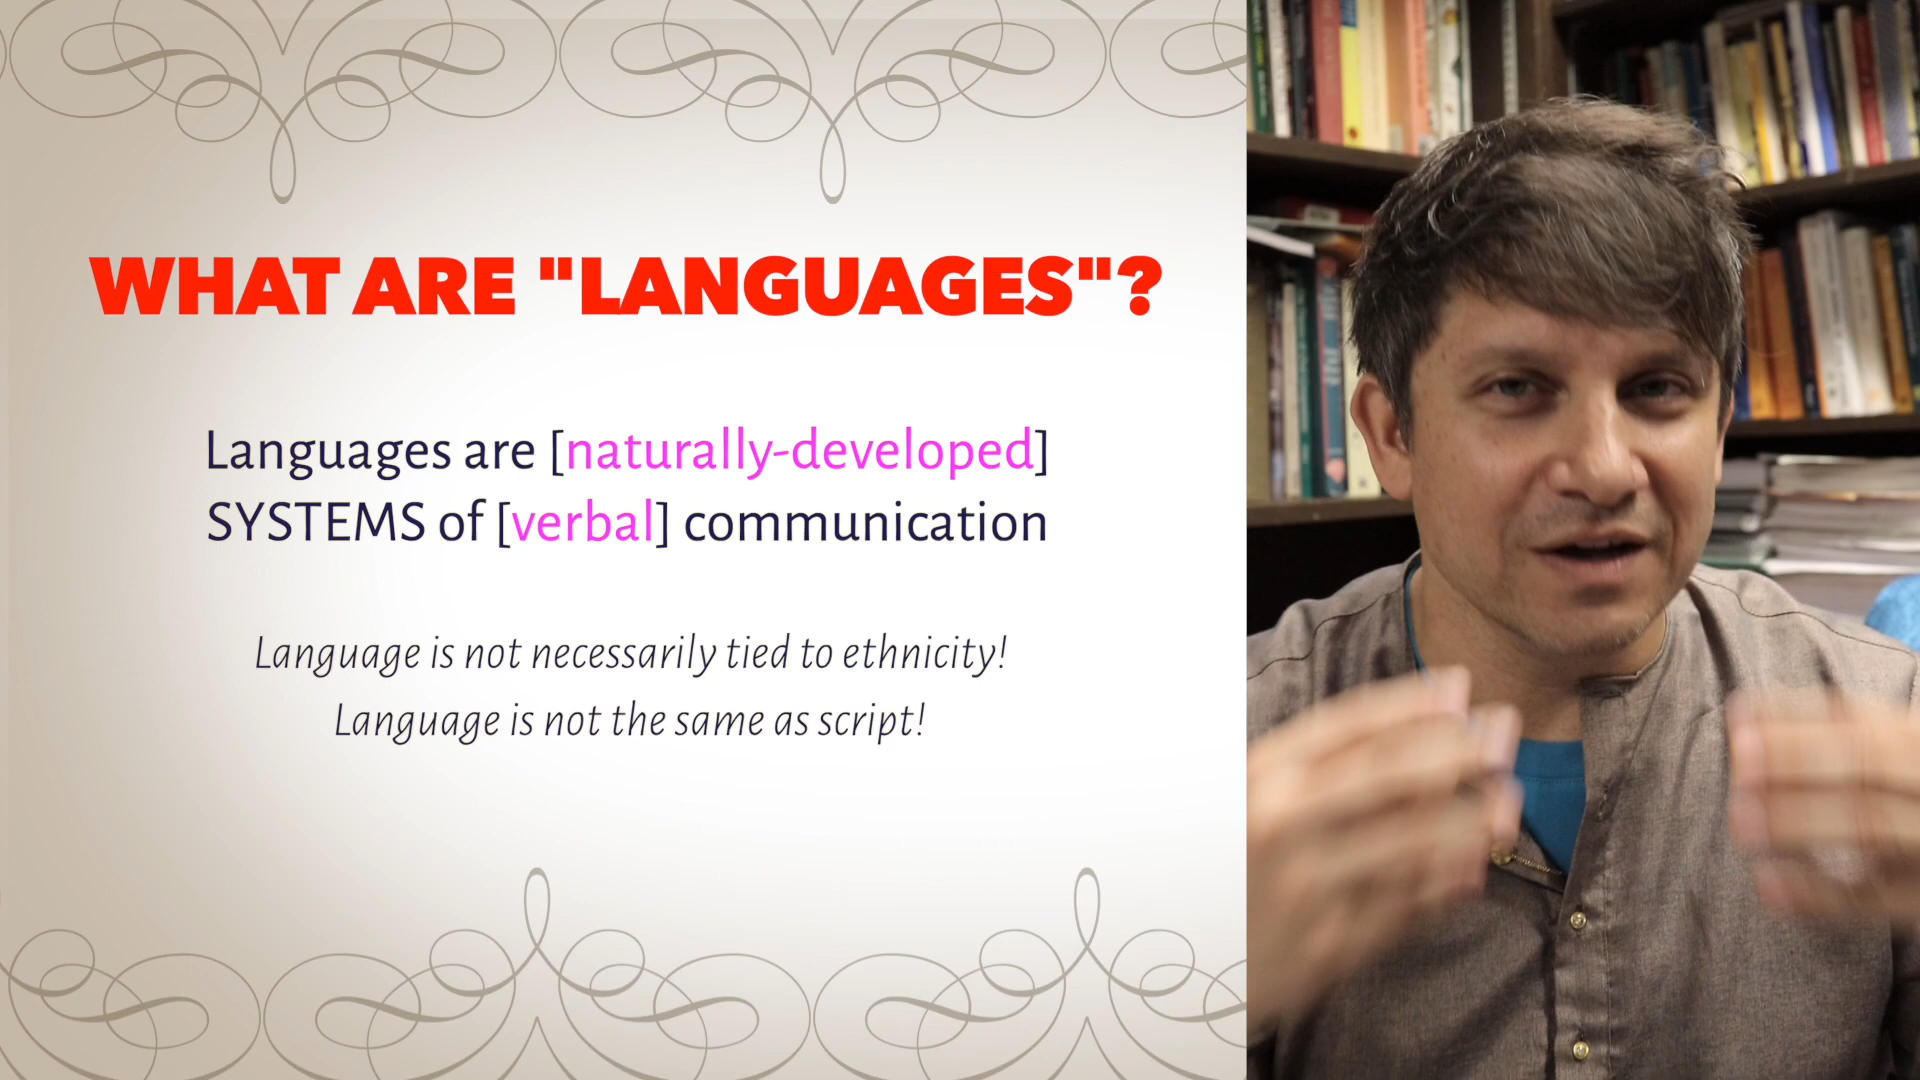 WHAT ARE "LANGUAGES"?
Languages are [naturally-developed]
SYSTEMS of [verbal] communication
Language is not necessarily tied to ethnicity!
Language is not the same as script!